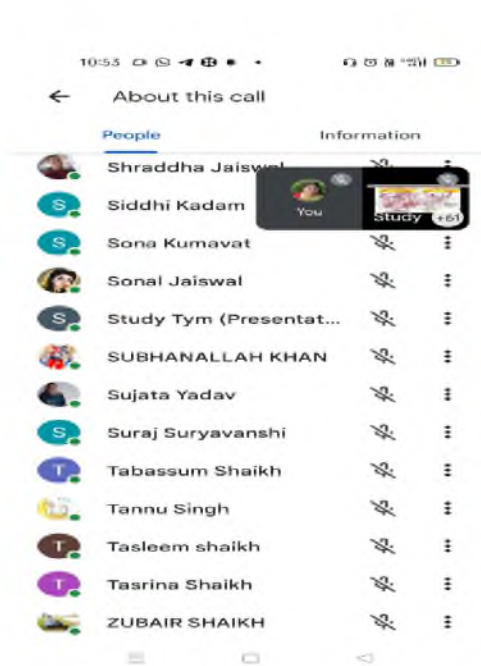 10:53
About this call
People Information
Shraddha Jaiswal
S Siddhi Kadam
You
Study +61
S Sona Kumavat
Sonal Jaiswal
S Study Tym (Presentat...
SUBHANALLAH KHAN
Sujata Yadav
S Suraj Suryavanshi
T Tabassum Shaikh
Tannu Singh
T Tasleem shaikh
T Tasrina Shaikh
ZUBAIR SHAIKH